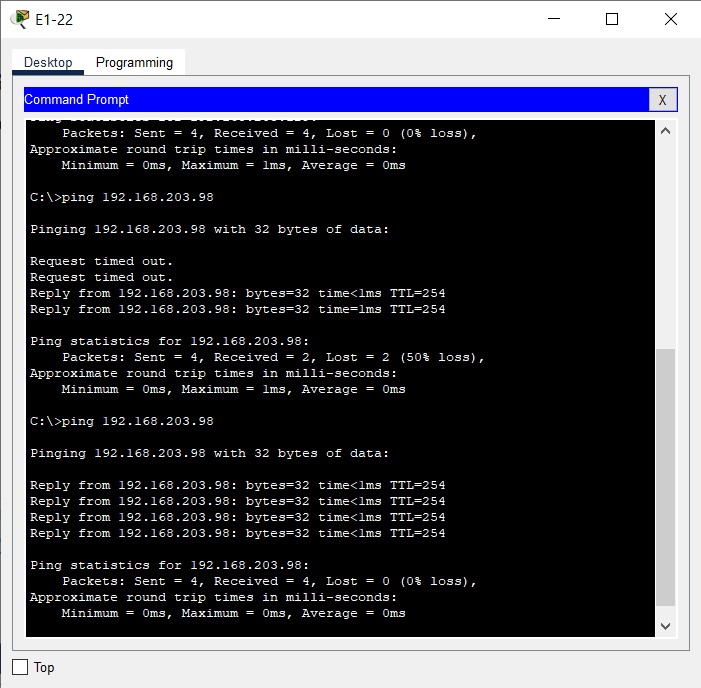 E1-22
Desktop
Programming
Command Prompt
X
    Packets: Sent = 4, Received = 4, Lost = 0 (0% loss),
Approximate round trip times in milli-seconds:
    Minimum = 0ms, Maximum = 1ms, Average = 0ms
C:\>ping 192.168.203.98
Pinging 192.168.203.98 with 32 bytes of data:
Request timed out.
Request timed out.
Reply from 192.168.203.98: bytes=32 time<1ms TTL=254
Reply from 192.168.203.98: bytes=32 time=1ms TTL=254
Ping statistics for 192.168.203.98:
    Packets: Sent = 4, Received = 2, Lost = 2 (50% loss),
Approximate round trip times in milli-seconds:
    Minimum = 0ms, Maximum = 1ms, Average = 0ms
C:\>ping 192.168.203.98
Pinging 192.168.203.98 with 32 bytes of data:
Reply from 192.168.203.98: bytes=32 time<1ms TTL=254
Reply from 192.168.203.98: bytes=32 time<1ms TTL=254
Reply from 192.168.203.98: bytes=32 time<1ms TTL=254
Reply from 192.168.203.98: bytes=32 time<1ms TTL=254
Ping statistics for 192.168.203.98:
    Packets: Sent = 4, Received = 4, Lost = 0 (0% loss),
Approximate round trip times in milli-seconds:
    Minimum = 0ms, Maximum = 0ms, Average = 0ms
Top